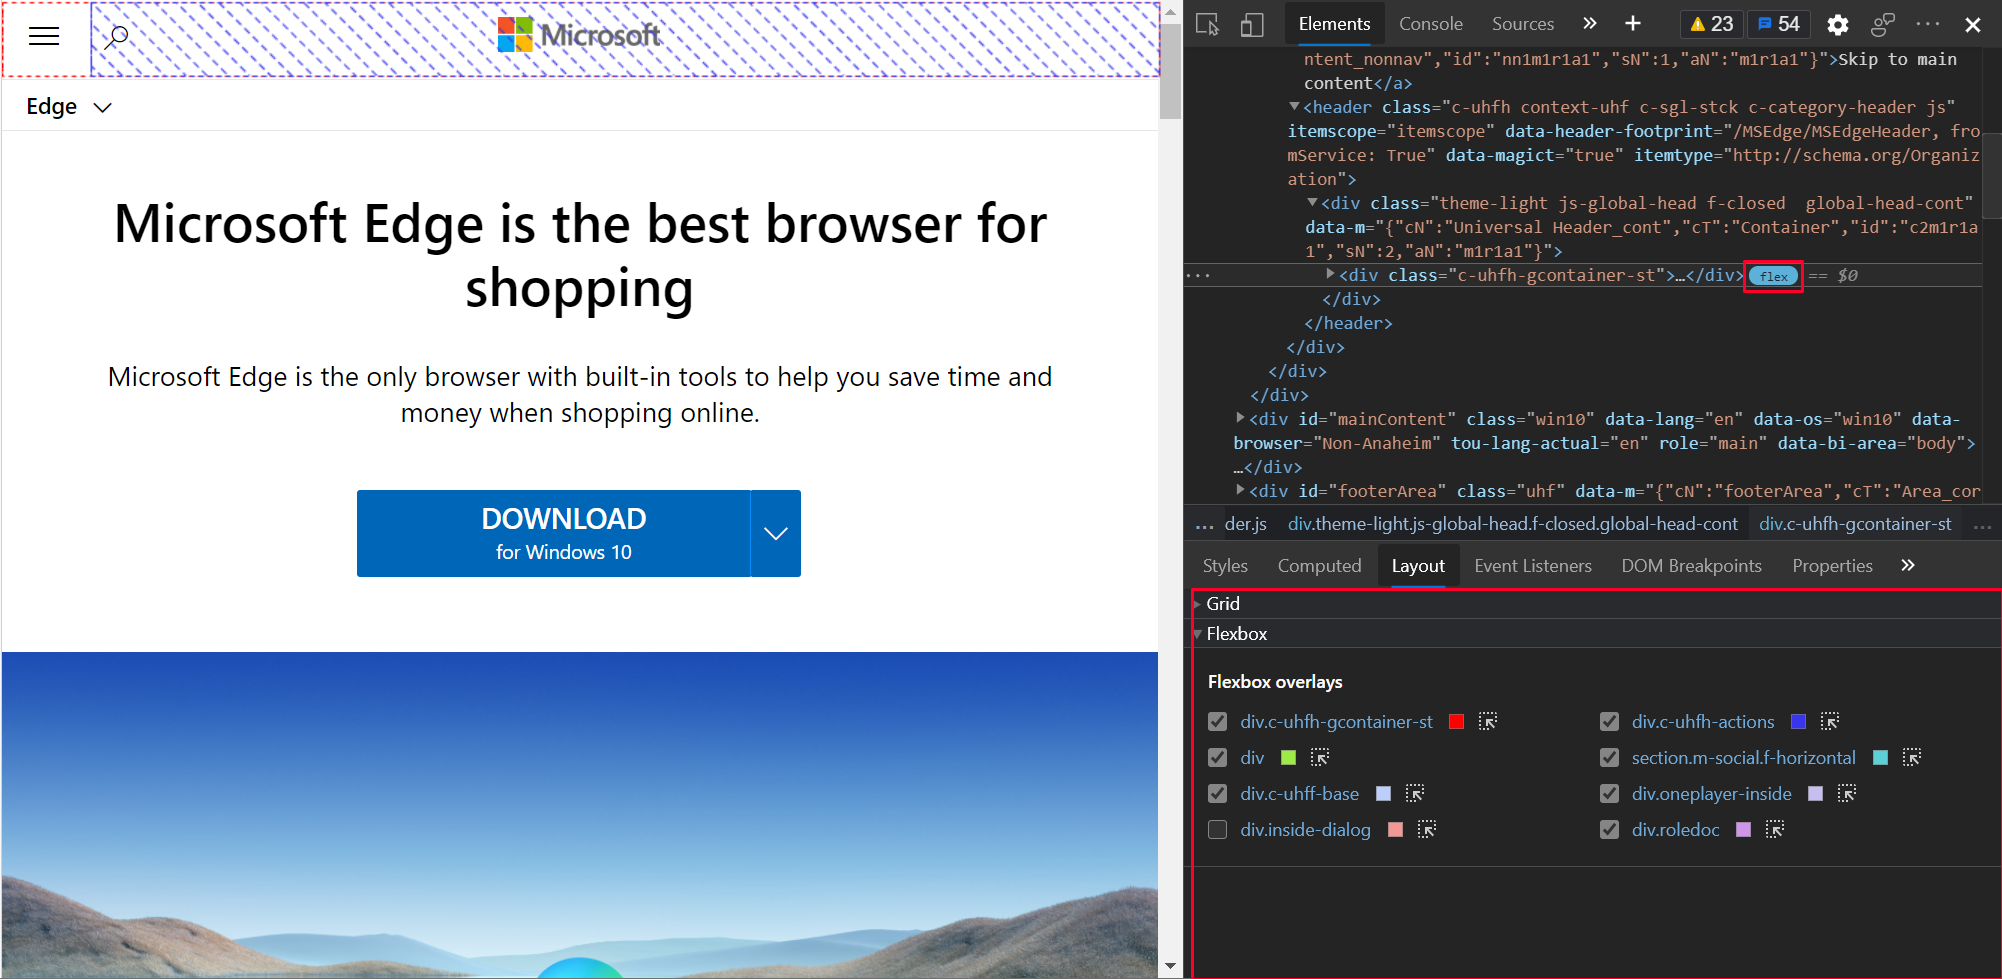 Microsoft
Edge
Microsoft Edge is the best browser for
shopping
Microsoft Edge is the only browser with built-in tools to help you save time and
money when shopping online.
DOWNLOAD
for Windows 10
Elements Console Sources » + 23 54
ntent_nonnav","id":"nn1m1r1a1","sN":1,"aN":"m1r1a1"}">Skip to main
content</a>
<header class="c-uhfh context-uhf c-sgl-stck c-category-header js"
itemscope="itemscope" data-header-footprint="/MSEdge/MSEdgeHeader, fro
mService: True" data-magict="true" itemtype="http://schema.org/Organiz
ation">
<div class="theme-light js-global-head f-closed  global-head-cont"
data-m="{"cN":"Universal Header_cont","cT":"Container","id":"c2m1r1a
1","sN":2,"aN":"m1r1a1"}">
··· <div class="c-uhfh-gcontainer-st">…</div> flex == $0
</div>
</header>
</div>
</div>
</div>
<div id="mainContent" class="win10" data-lang="en" data-os="win10" data-
browser="Non-Anaheim" tou-lang-actual="en" role="main" data-bi-area="body">
…</div>
<div id="footerArea" class="uhf" data-m="{"cN":"footerArea","cT":"Area_cor
... der.js div.theme-light.js-global-head.f-closed.global-head-cont div.c-uhfh-gcontainer-st ...
Styles Computed Layout Event Listeners DOM Breakpoints Properties »
Grid
Flexbox
Flexbox overlays
div.c-uhfh-gcontainer-st div.c-uhfh-actions
div section.m-social.f-horizontal
div.c-uhff-base div.oneplayer-inside
div.inside-dialog div.roledoc